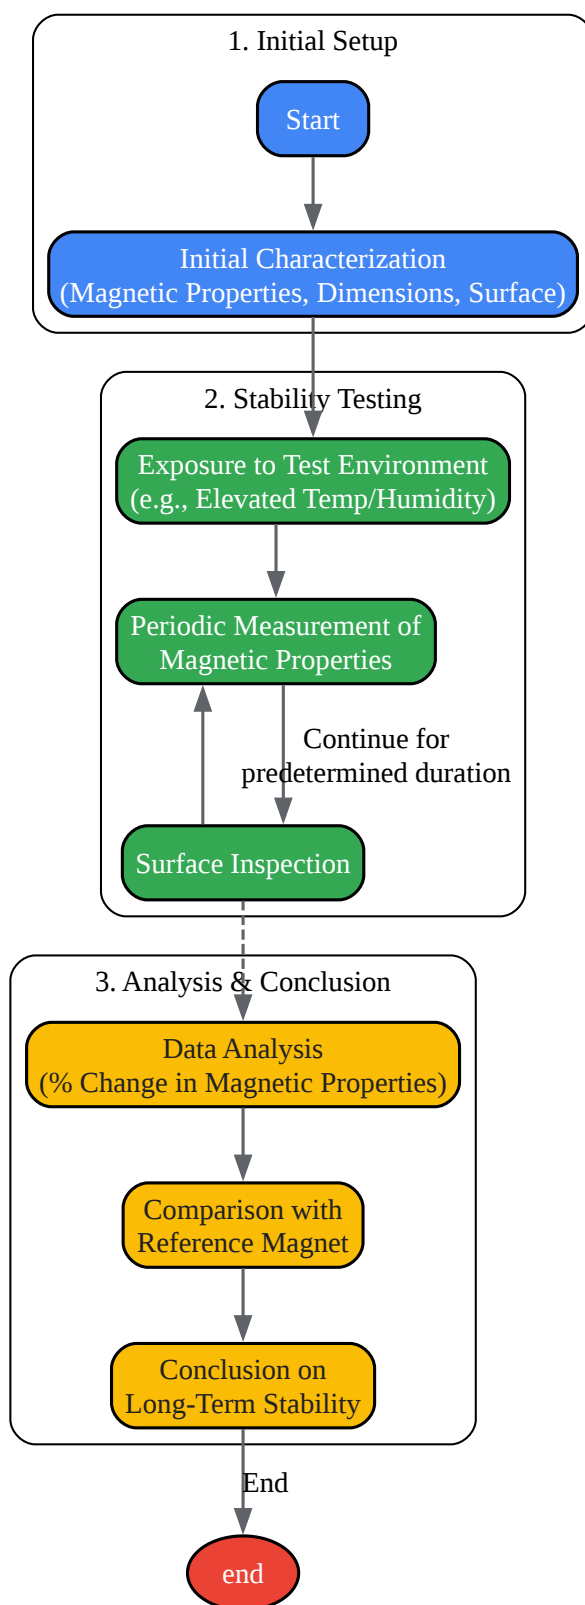 1. Initial Setup
Start
Initial Characterization
(Magnetic Properties, Dimensions, Surface)
2. Stability Testing
Exposure to Test Environment
(e.g., Elevated Temp/Humidity)
Periodic Measurement of
Magnetic Properties
Continue for
predetermined duration
Surface Inspection
3. Analysis & Conclusion
Data Analysis
(% Change in Magnetic Properties)
Comparison with
Reference Magnet
Conclusion on
Long-Term Stability
End
end